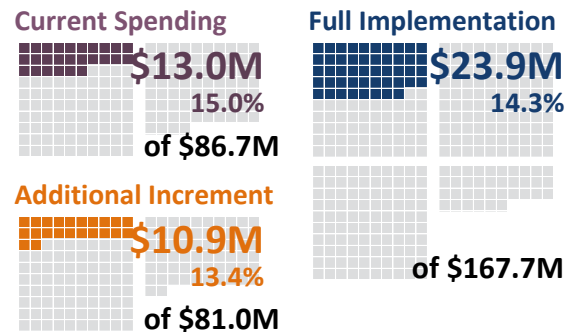 Current Spending
$13.0M
15.0%
of $86.7M
Additional Increment
$10.9M
13.4%
of $81.0M
Full Implementation
$23.9M
14.3%
of $167.7M